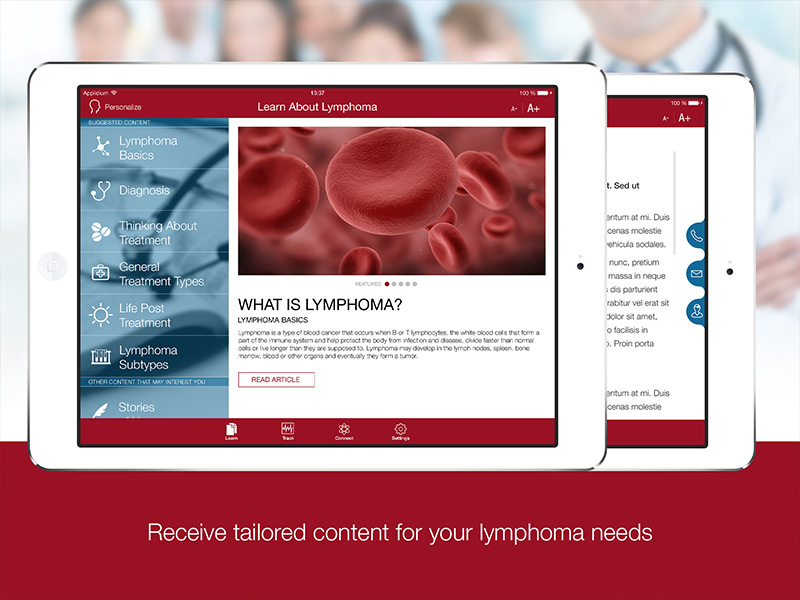 Applidium
13:37
100 %
Personalize
Learn About Lymphoma
A- A+
SUGGESTED CONTENT
Lymphoma
Basics
Diagnosis
Thinking About
Treatment
General
Treatment Types
Life Post
Treatment
Lymphoma
Subtypes
OTHER CONTENT THAT MAY INTEREST YOU
Stories
FEATURED
WHAT IS LYMPHOMA?
LYMPHOMA BASICS
Lymphoma is a type of blood cancer that occurs when B or T lymphocytes, the white blood cells that form a
part of the immune system and help protect the body from infection and disease, divide faster than normal
cells or live longer than they are supposed to. Lymphoma may develop in the lymph nodes, spleen, bone
marrow, blood or other organs and eventually they form a tumor.
READ ARTICLE
Learn
Track
Connect
Settings
100 %
A- A+
t. Sed ut
entum at mi. Duis
cenas molestie
vehicula sodales.
nunc, pretium
massa in neque
s dis parturient
rabitur vel erat sit
dolor sit amet,
o facilisis in
. Proin porta
entum at mi. Duis
cenas molestie
Receive tailored content for your lymphoma needs